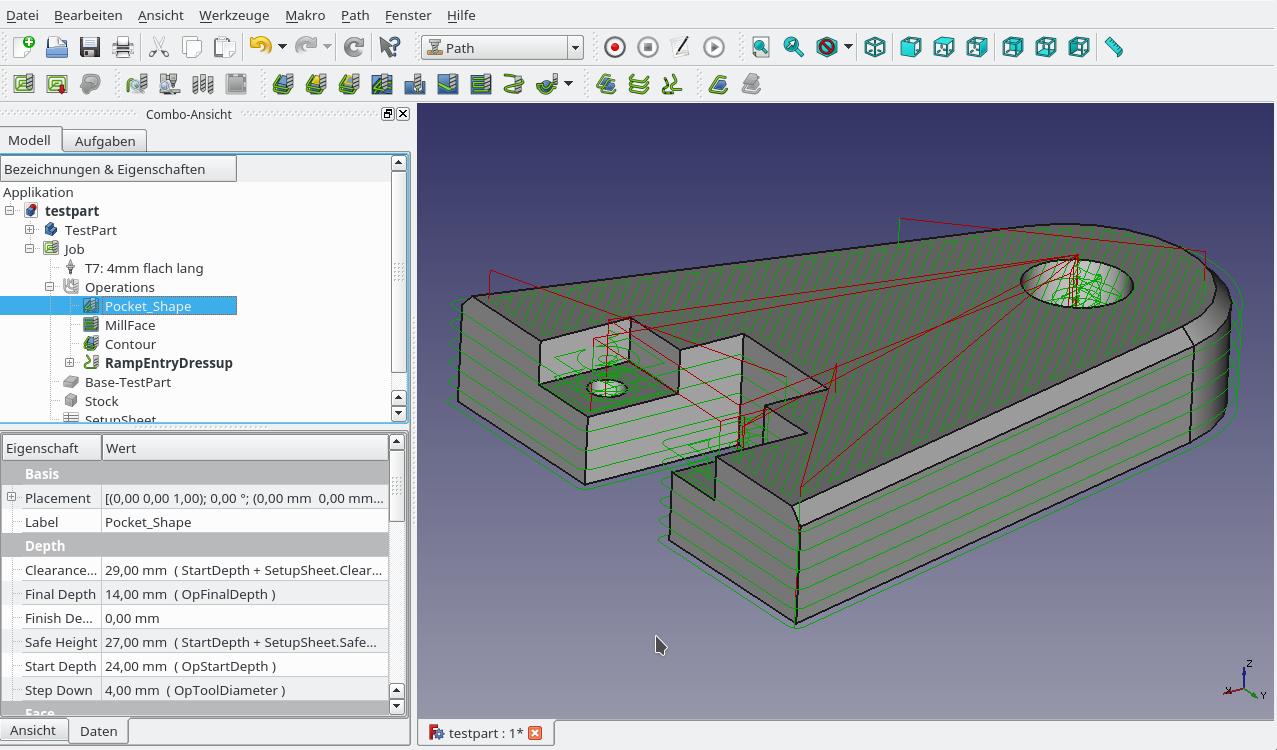 Datei Bearbeiten Ansicht Werkzeuge Makro Path Fenster Hilfe
Path
Combo-Ansicht
Modell Aufgaben
Bezeichnungen & Eigenschaften
Applikation
testpart
TestPart
Job
T7: 4mm flach lang
Operations
Pocket_Shape
MillFace
Contour
RampEntryDressup
Base-TestPart
Stock
SetupSheet
Eigenschaft Wert
Basis
Placement [(0,00 0,00 1,00); 0,00 °; (0,00 mm 0,00 mm...
Label Pocket_Shape
Depth
Clearance... 29,00 mm ( StartDepth + SetupSheet.Clear...
Final Depth 14,00 mm ( OpFinalDepth )
Finish De... 0,00 mm
Safe Height 27,00 mm ( StartDepth + SetupSheet.Safe...
Start Depth 24,00 mm ( OpStartDepth )
Step Down 4,00 mm ( OpToolDiameter )
Face
Ansicht Daten
testpart : 1*
Z
X
Y